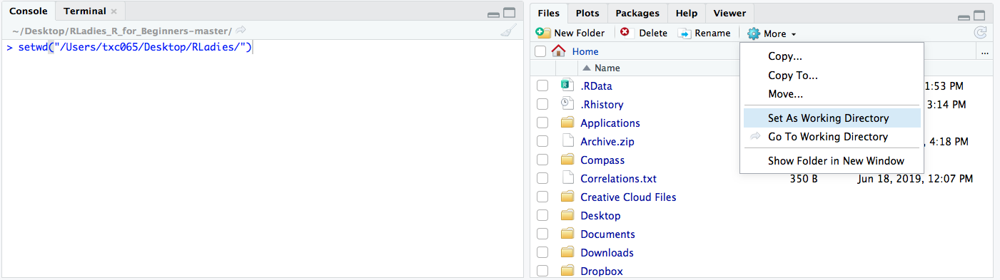 Console Terminal
~/Desktop/RLadies_R_for_Beginners-master/
> setwd("/Users/txc065/Desktop/RLadies/")
Files Plots Packages Help Viewer
New Folder Delete Rename More
Home ...
Name
.RData 1:53 PM
.Rhistory 3:14 PM
Applications
Archive.zip , 4:18 PM
Compass
Correlations.txt 350 B Jun 18, 2019, 12:07 PM
Creative Cloud Files
Desktop
Documents
Downloads
Dropbox
Copy...
Copy To...
Move...
Set As Working Directory
Go To Working Directory
Show Folder in New Window